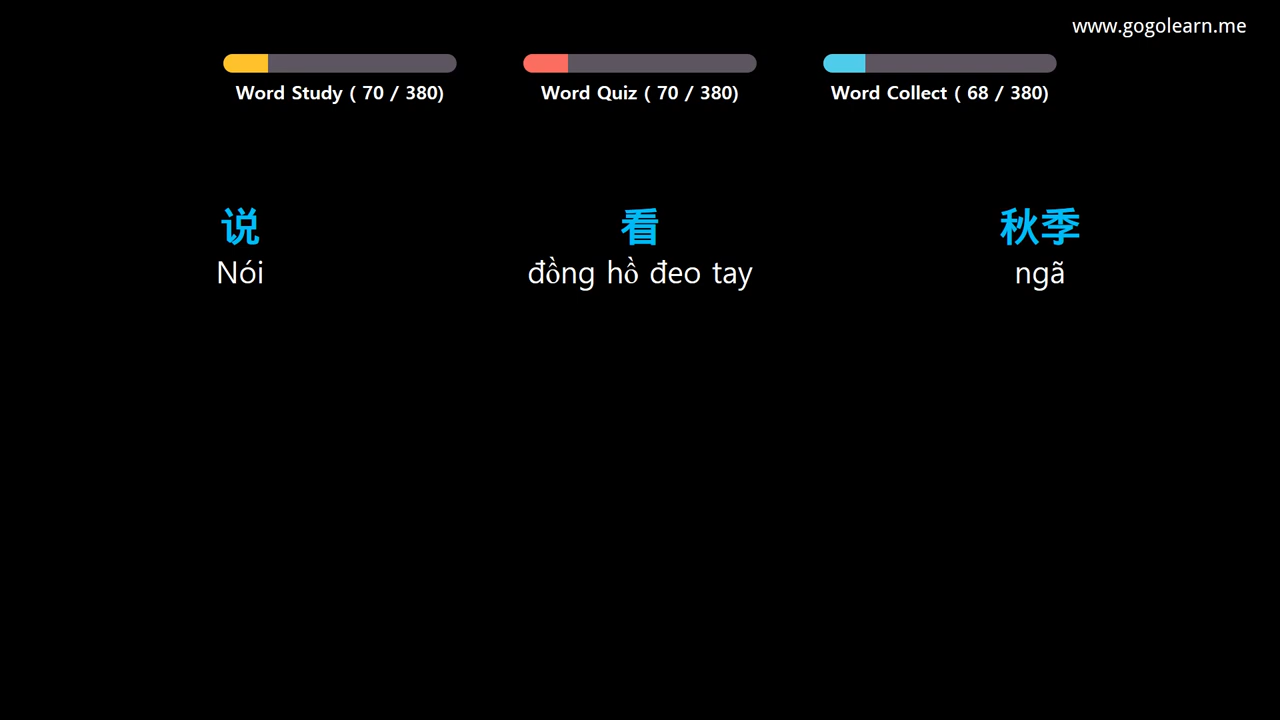 www.gogolearn.me
Word Study ( 70 / 380)
Word Quiz ( 70 / 380)
Word Collect ( 68 / 380)
说
Nói
看
đồng hồ đeo tay
秋季
ngã